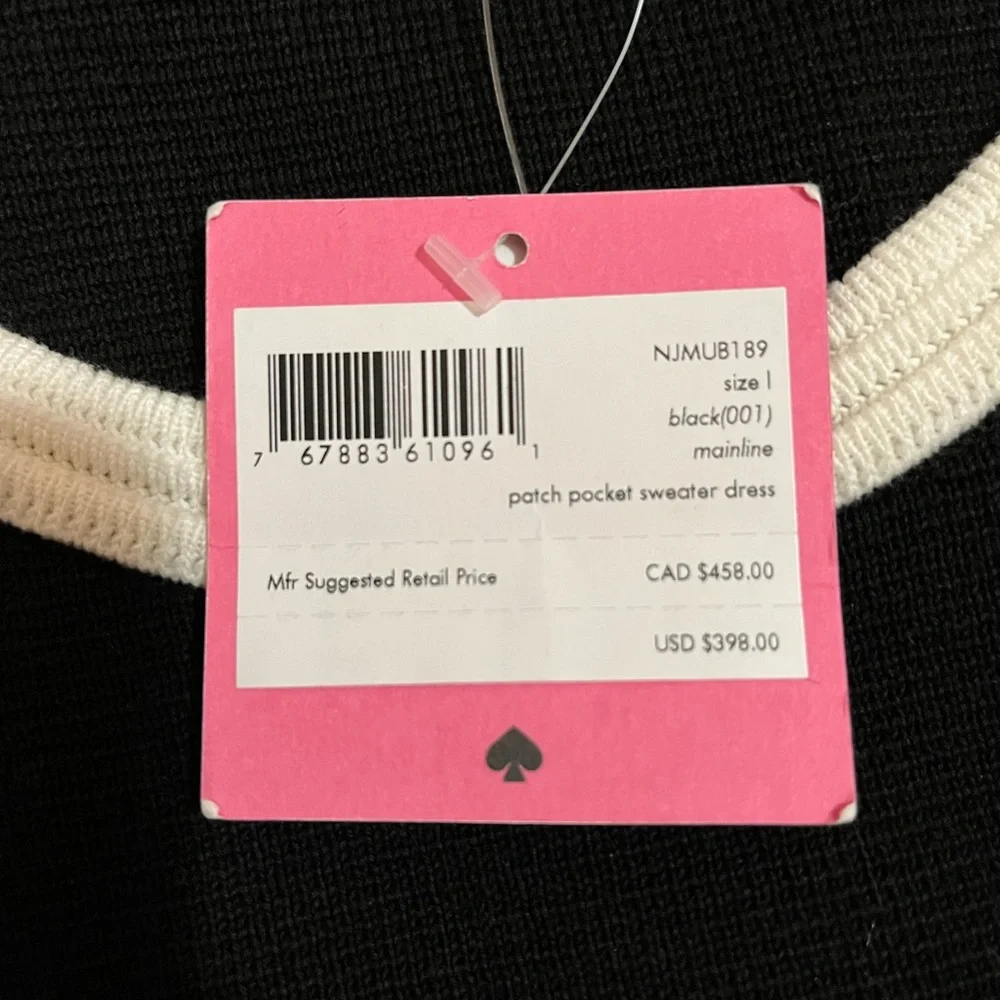 NJMUB189
size l
black(001)
mainline
7 67883 61096 1
patch pocket sweater dress
Mfr Suggested Retail Price CAD $458.00
USD $398.00